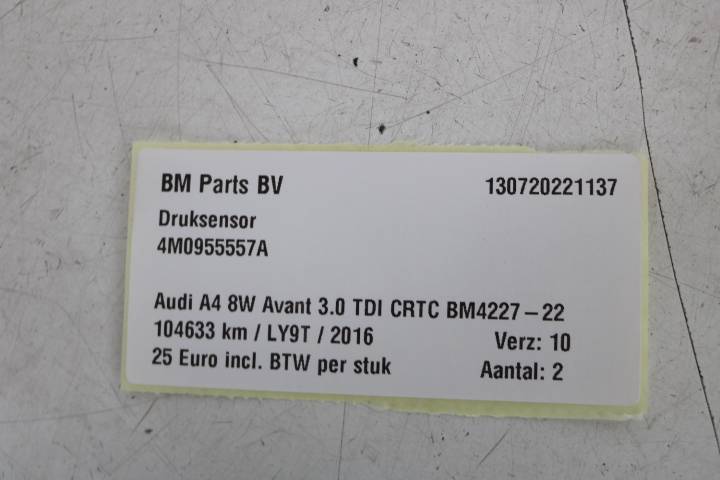 BM Parts BV 130720221137
Druksensor
4M0955557A
Audi A4 8W Avant 3.0 TDI CRTC BM4227-22
104633 km / LY9T / 2016 Verz: 10
25 Euro incl. BTW per stuk Aantal: 2